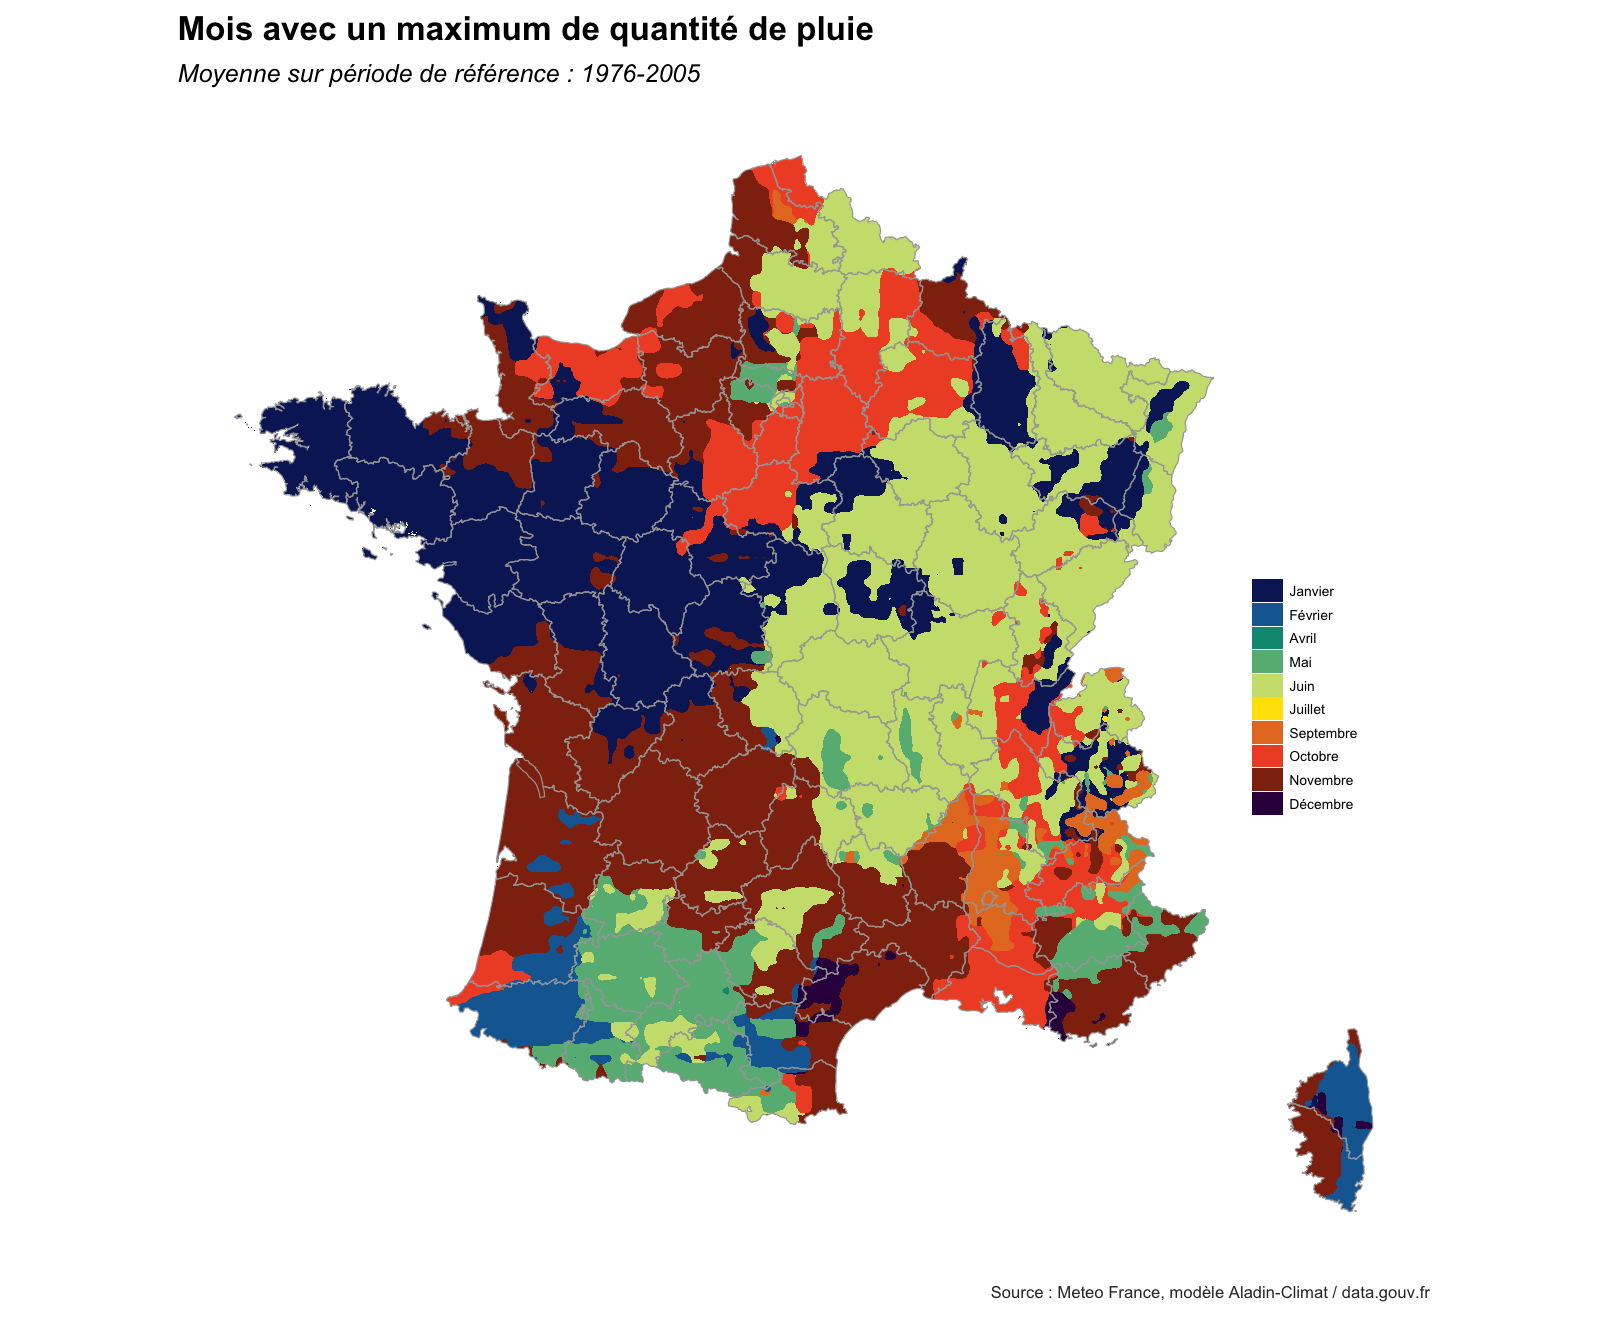 Mois avec un maximum de quantité de pluie
Moyenne sur période de référence : 1976-2005
Janvier
Février
Avril
Mai
Juin
Juillet
Septembre
Octobre
Novembre
Décembre
Source : Meteo France, modèle Aladin-Climat / data.gouv.fr